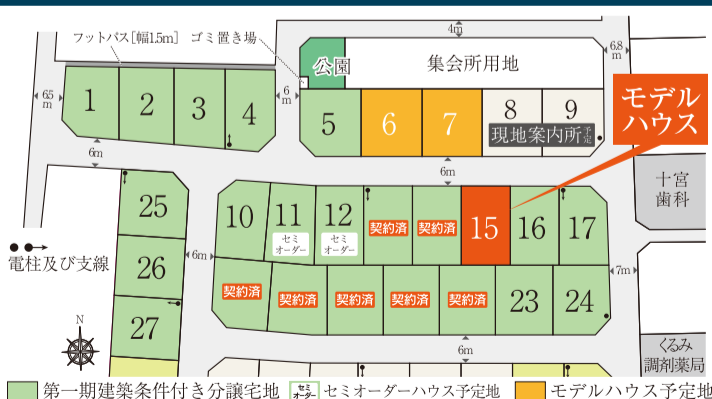 4m
フットパス[幅1.5m]
ゴミ置き場
公園
集会所用地
6.8
m
6.5
m
1
2
3
4
6
m
5
6
7
8
9
現地案内所予定
モデル
ハウス
6m
6m
十宮
歯科
25
10
11
セミ
オーダー
12
セミ
オーダー
契約済
契約済
15
16
17
電柱及び支線
26
6m
契約済
契約済
契約済
契約済
契約済
23
24
7m
27
N
6m
くるみ
調剤薬局
第一期建築条件付き分譲宅地
セミ
オーダー
セミオーダーハウス予定地
モデルハウス予定地